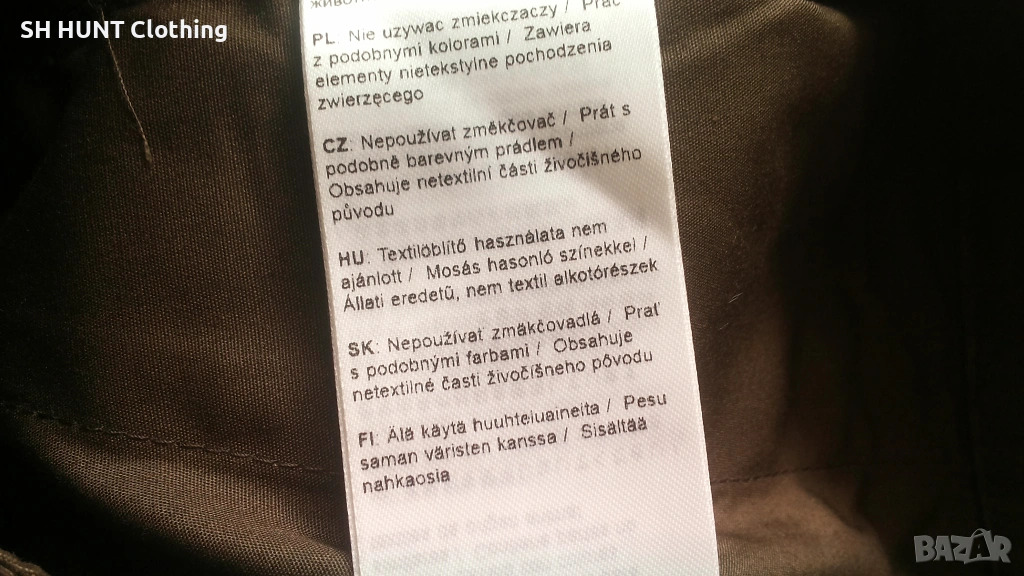 SH HUNT Clothing
PL: Nie używać zmiękczaczy / Prać
z podobnymi kolorami / Zawiera
elementy nietekstylne pochodzenia
zwierzęcego
CZ: Nepoužívat změkčovač / Prát s
podobně barevným prádlem /
Obsahuje netextilní části živočišného
původu
HU: Textilöblítő használata nem
ajánlott / Mosás hasonló színekkel /
Állati eredetű, nem textil alkotórészek
SK: Nepoužívať zmäkčovadlá / Prať
s podobnými farbami / Obsahuje
netextilné časti živočíšneho pôvodu
FI: Älä käytä huuhteluaineita / Pesu
saman väristen kanssa / Sisältää
nahkaosia
BAZAR